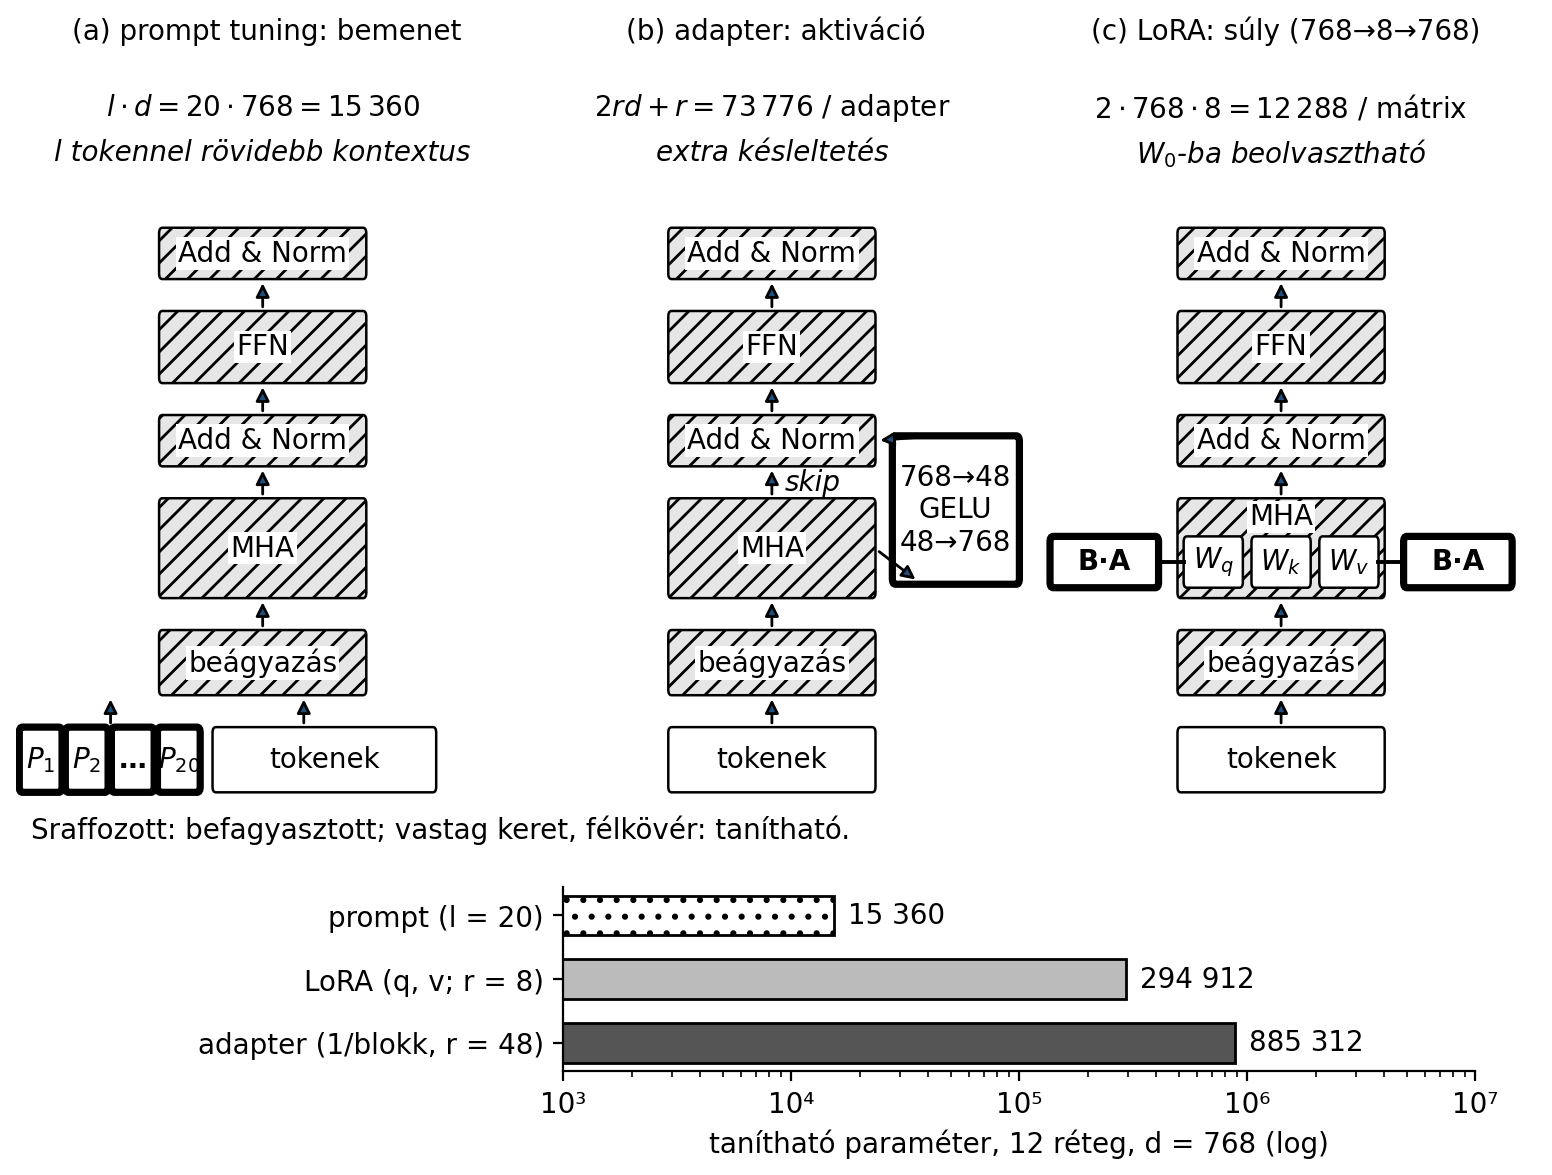 (a) prompt tuning: bemenet
l · d = 20 · 768 = 15 360
l tokennel rövidebb kontextus
Add & Norm
FFN
Add & Norm
MHA
beágyazás
P₁ P₂ ... P₂₀ tokenek
(b) adapter: aktiváció
2rd + r = 73 776 / adapter
extra késleltetés
Add & Norm
FFN
Add & Norm
skip
MHA
768→48
GELU
48→768
beágyazás
tokenek
(c) LoRA: súly (768→8→768)
2 · 768 · 8 = 12 288 / mátrix
W₀-ba beolvasztható
Add & Norm
FFN
Add & Norm
MHA
B·A W_q W_k W_v B·A
beágyazás
tokenek
Sraffozott: befagyasztott; vastag keret, félkövér: tanítható.
prompt (l = 20) 15 360
LoRA (q, v; r = 8) 294 912
adapter (1/blokk, r = 48) 885 312
10³ 10⁴ 10⁵ 10⁶ 10⁷
tanítható paraméter, 12 réteg, d = 768 (log)